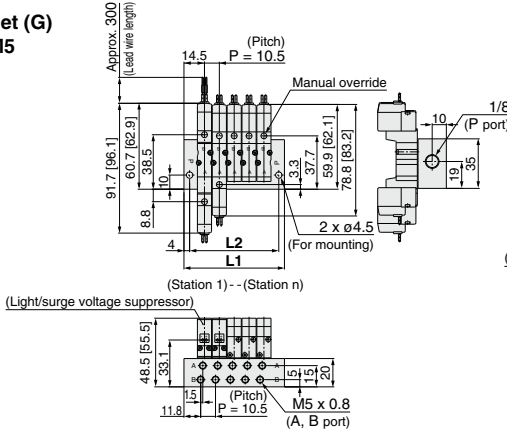 et (G)
M5
Approx. 300
(Lead wire length)
14.5
(Pitch)
P = 10.5
Manual override
91.7 [96.1]
60.7 [62.9]
38.5
10
8.8
P
P
3.3
37.7
59.9 [62.1]
78.8 [83.2]
4
L2
L1
2 x ø4.5
(For mounting)
(Station 1)--(Station n)
10
1/8
(P port)
19
35
(Light/surge voltage suppressor)
48.5 [55.5]
33.1
A
A
B
B
1.5
11.8
(Pitch)
P = 10.5
5
15
20
M5 x 0.8
(A, B port)